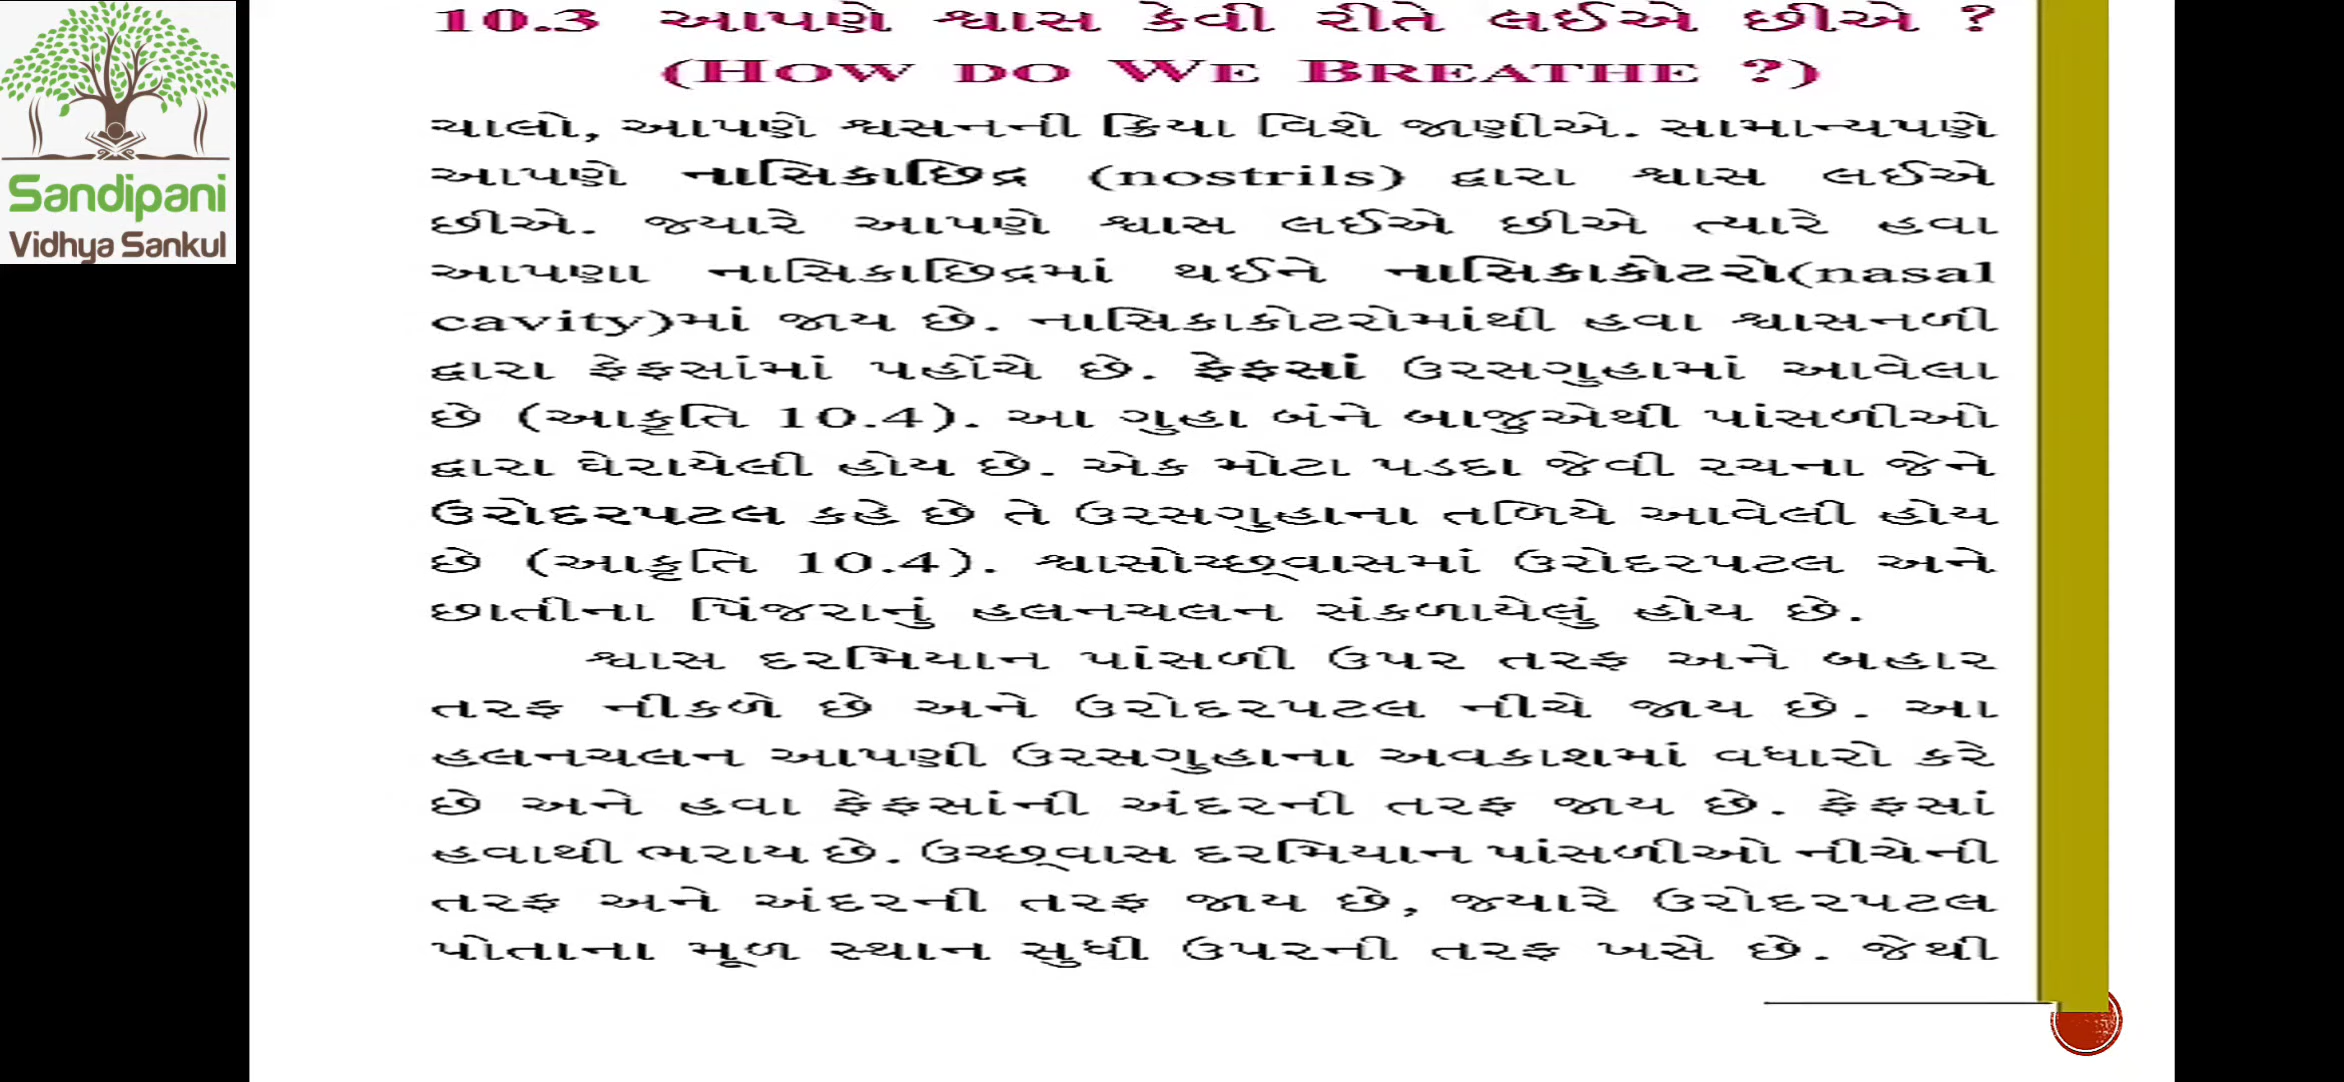 Sandipani
Vidhya Sankul
10.3 આપણે શ્વાસ કેવી રીતે લઈએ છીએ ?
(HOW DO WE BREATHE ?)
ચાલો, આપણે શ્વસનની ક્રિયા વિશે જાણીએ. સામાન્યપણે
આપણે નાસિકાછિદ્ર (nostrils) દ્વારા શ્વાસ લઈએ
છીએ. જ્યારે આપણે શ્વાસ લઈએ છીએ ત્યારે હવા
આપણા નાસિકાછિદ્રમાં થઈને નાસિકાકોટરો(nasal
cavity)માં જાય છે. નાસિકાકોટરોમાંથી હવા શ્વાસનળી
દ્વારા ફેફસાંમાં પહોંચે છે. ફેફસાં ઉરસગુહામાં આવેલા
છે (આકૃતિ 10.4). આ ગુહા બંને બાજુએથી પાંસળીઓ
દ્વારા ઘેરાયેલી હોય છે. એક મોટા પડદા જેવી રચના જેને
ઉરોદરપટલ કહે છે તે ઉરસગુહાના તળિયે આવેલી હોય
છે (આકૃતિ 10.4). શ્વાસોચ્છ્‌વાસમાં ઉરોદરપટલ અને
છાતીના પિંજરાનું હલનચલન સંકળાયેલું હોય છે.
શ્વાસ દરમિયાન પાંસળી ઉપર તરફ અને બહાર
તરફ નીકળે છે અને ઉરોદરપટલ નીચે જાય છે. આ
હલનચલન આપણી ઉરસગુહાના અવકાશમાં વધારો કરે
છે અને હવા ફેફસાંની અંદરની તરફ જાય છે. ફેફસાં
હવાથી ભરાય છે. ઉચ્છ્‌વાસ દરમિયાન પાંસળીઓ નીચેની
તરફ અને અંદરની તરફ જાય છે, જ્યારે ઉરોદરપટલ
પોતાના મૂળ સ્થાન સુધી ઉપરની તરફ ખસે છે. જેથી